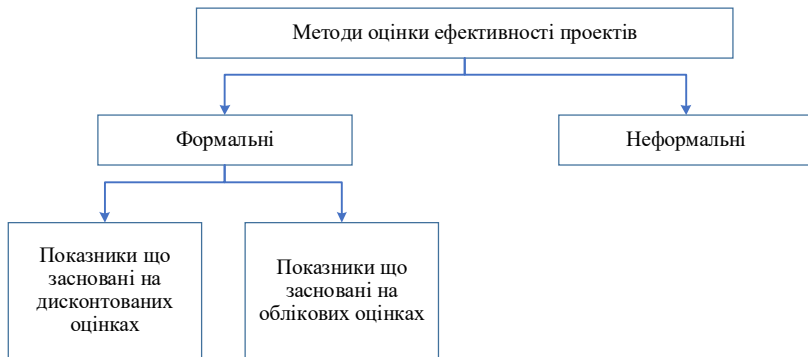 Методи оцінки ефективності проектів
Формальні
Неформальні
Показники що
засновані на
дисконтованих
оцінках
Показники що
засновані на
облікових оцінках